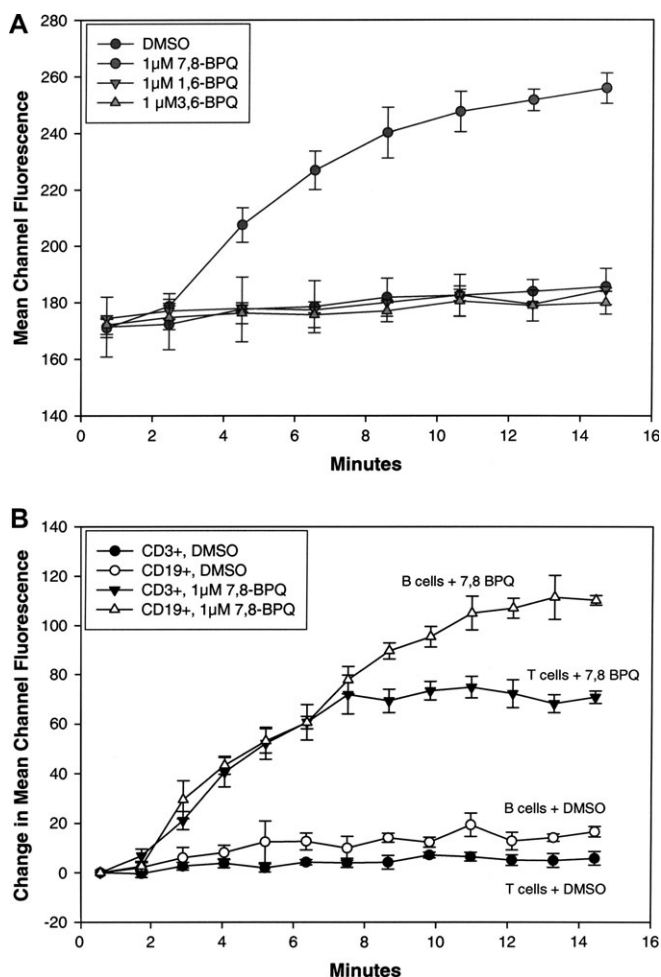 A
DMSO
1µM 7,8-BPQ
1µM 1,6-BPQ
1 µM3,6-BPQ
280
260
240
220
200
180
160
140
Mean Channel Fluorescence
0 2 4 6 8 10 12 14 16
Minutes
B
CD3+, DMSO
CD19+, DMSO
CD3+, 1µM 7,8-BPQ
CD19+, 1µM 7,8-BPQ
B cells + 7,8 BPQ
T cells + 7,8 BPQ
B cells + DMSO
T cells + DMSO
140
120
100
80
60
40
20
0
-20
Change in Mean Channel Fluorescence
0 2 4 6 8 10 12 14 16
Minutes